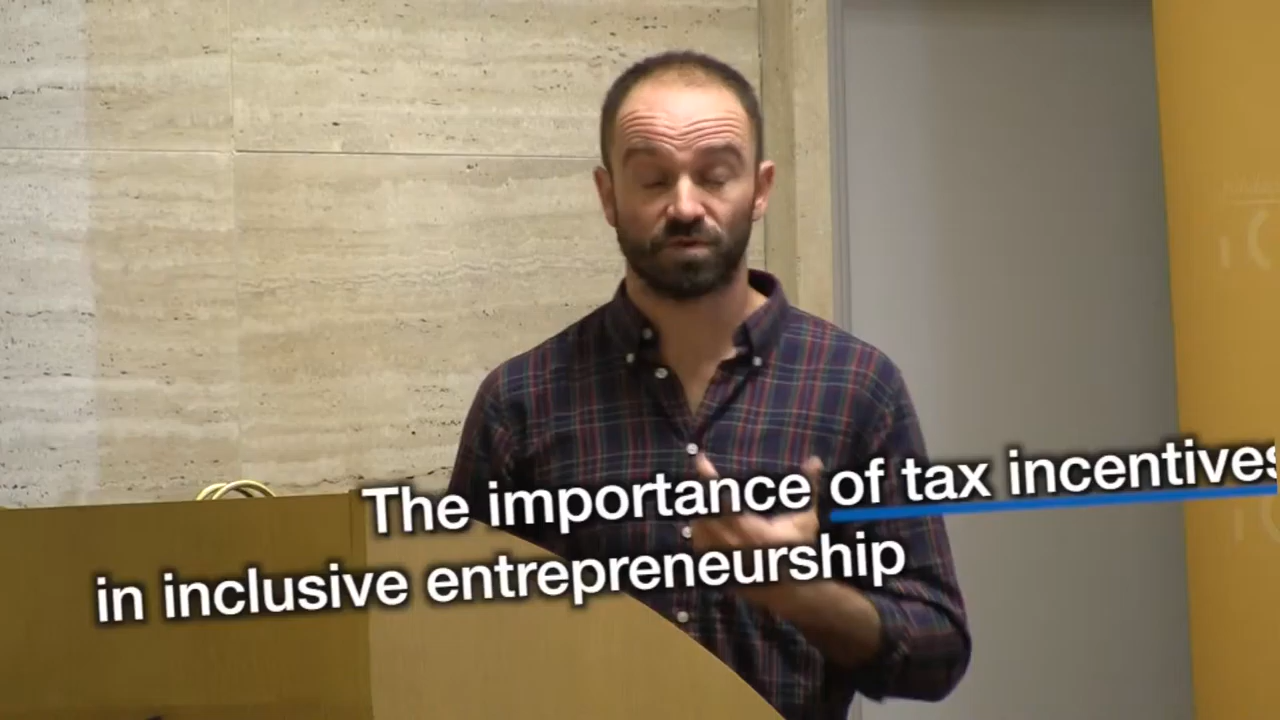 The importance of tax incentives
in inclusive entrepreneurship